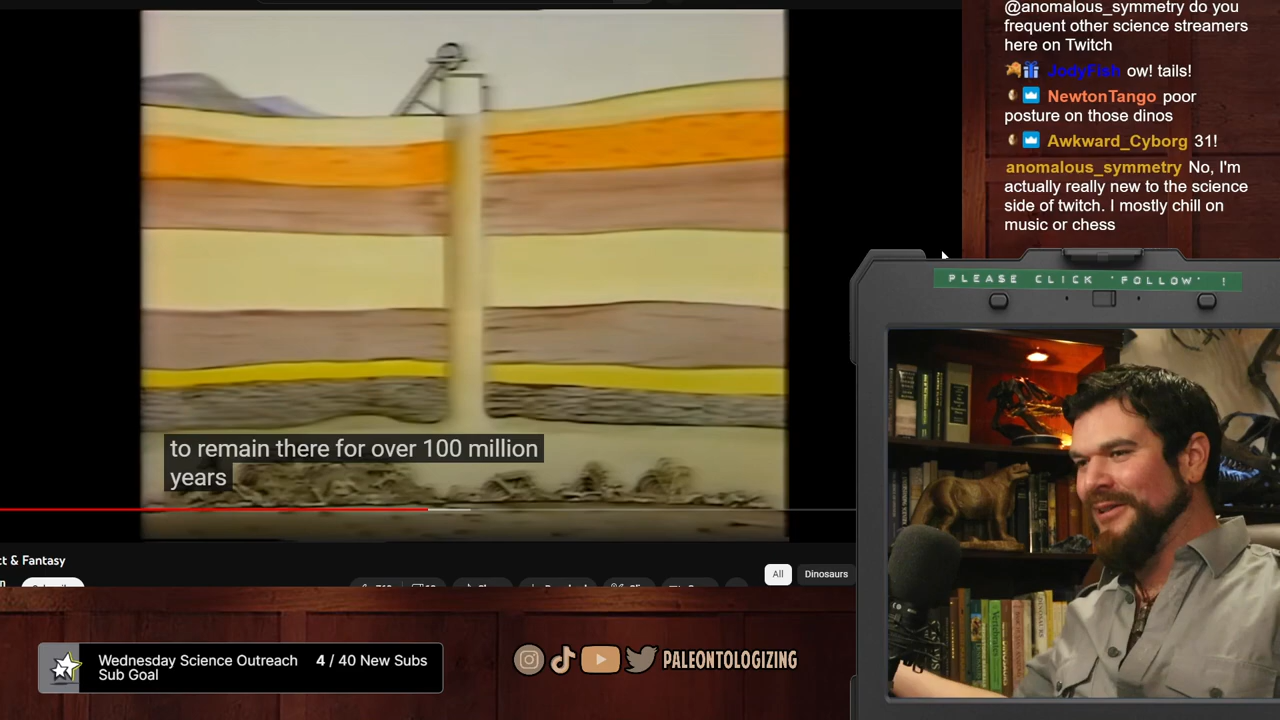 @anomalous_symmetry do you
frequent other science streamers
here on Twitch
JodyFish ow! tails!
NewtonTango poor
posture on those dinos
Awkward_Cyborg 31!
anomalous_symmetry No, I'm
actually really new to the science
side of twitch. I mostly chill on
music or chess
PLEASE CLICK 'FOLLOW' !
to remain there for over 100 million
years
t & Fantasy
All Dinosaurs
Wednesday Science Outreach 4 / 40 New Subs
Sub Goal
PALEONTOLOGIZING